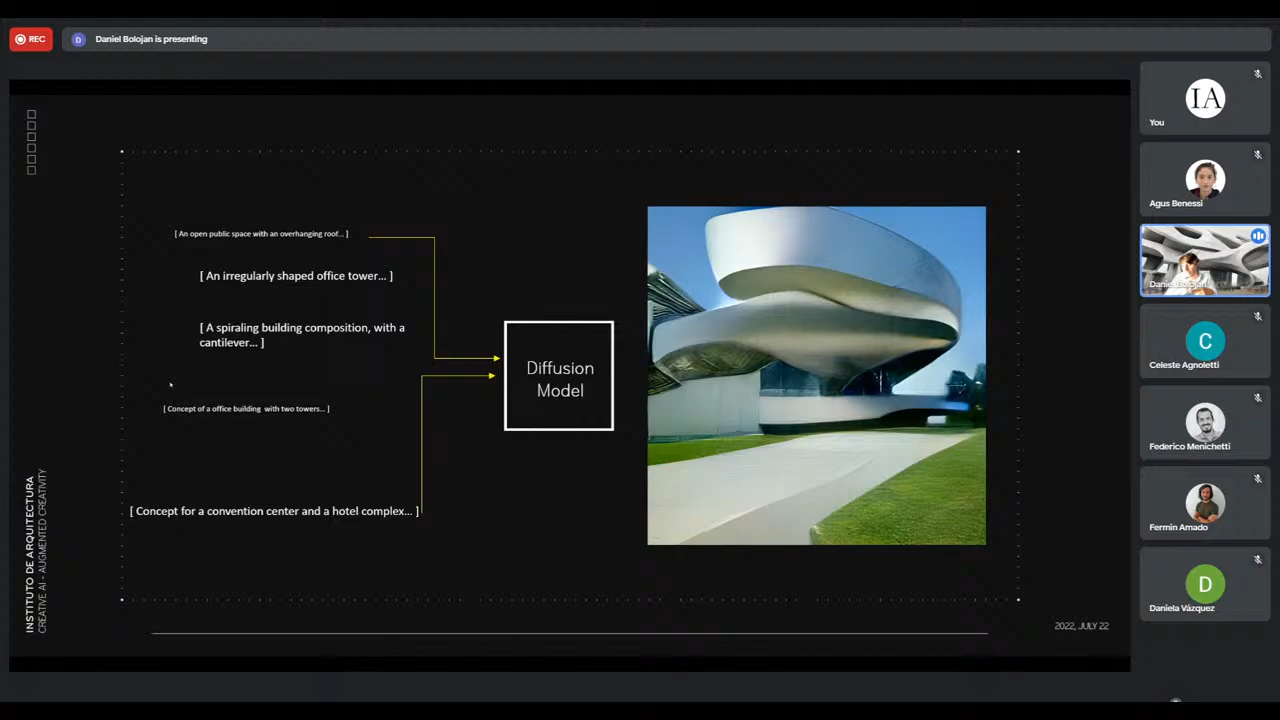 REC
D
Daniel Bolojan is presenting
[ An open public space with an overhanging roof... ]
[ An irregularly shaped office tower... ]
[ A spiraling building composition, with a
cantilever... ]
[ Concept of a office building with two towers... ]
[ Concept for a convention center and a hotel complex... ]
Diffusion
Model
INSTITUTO DE ARQUITECTURA
CREATIVE AI - AUGMENTED CREATIVITY
2022, JULY 22
IA
You
Agus Benessi
Daniel Bolojan
C
Celeste Agnoletti
Federico Menichetti
Fermin Amado
D
Daniela Vázquez